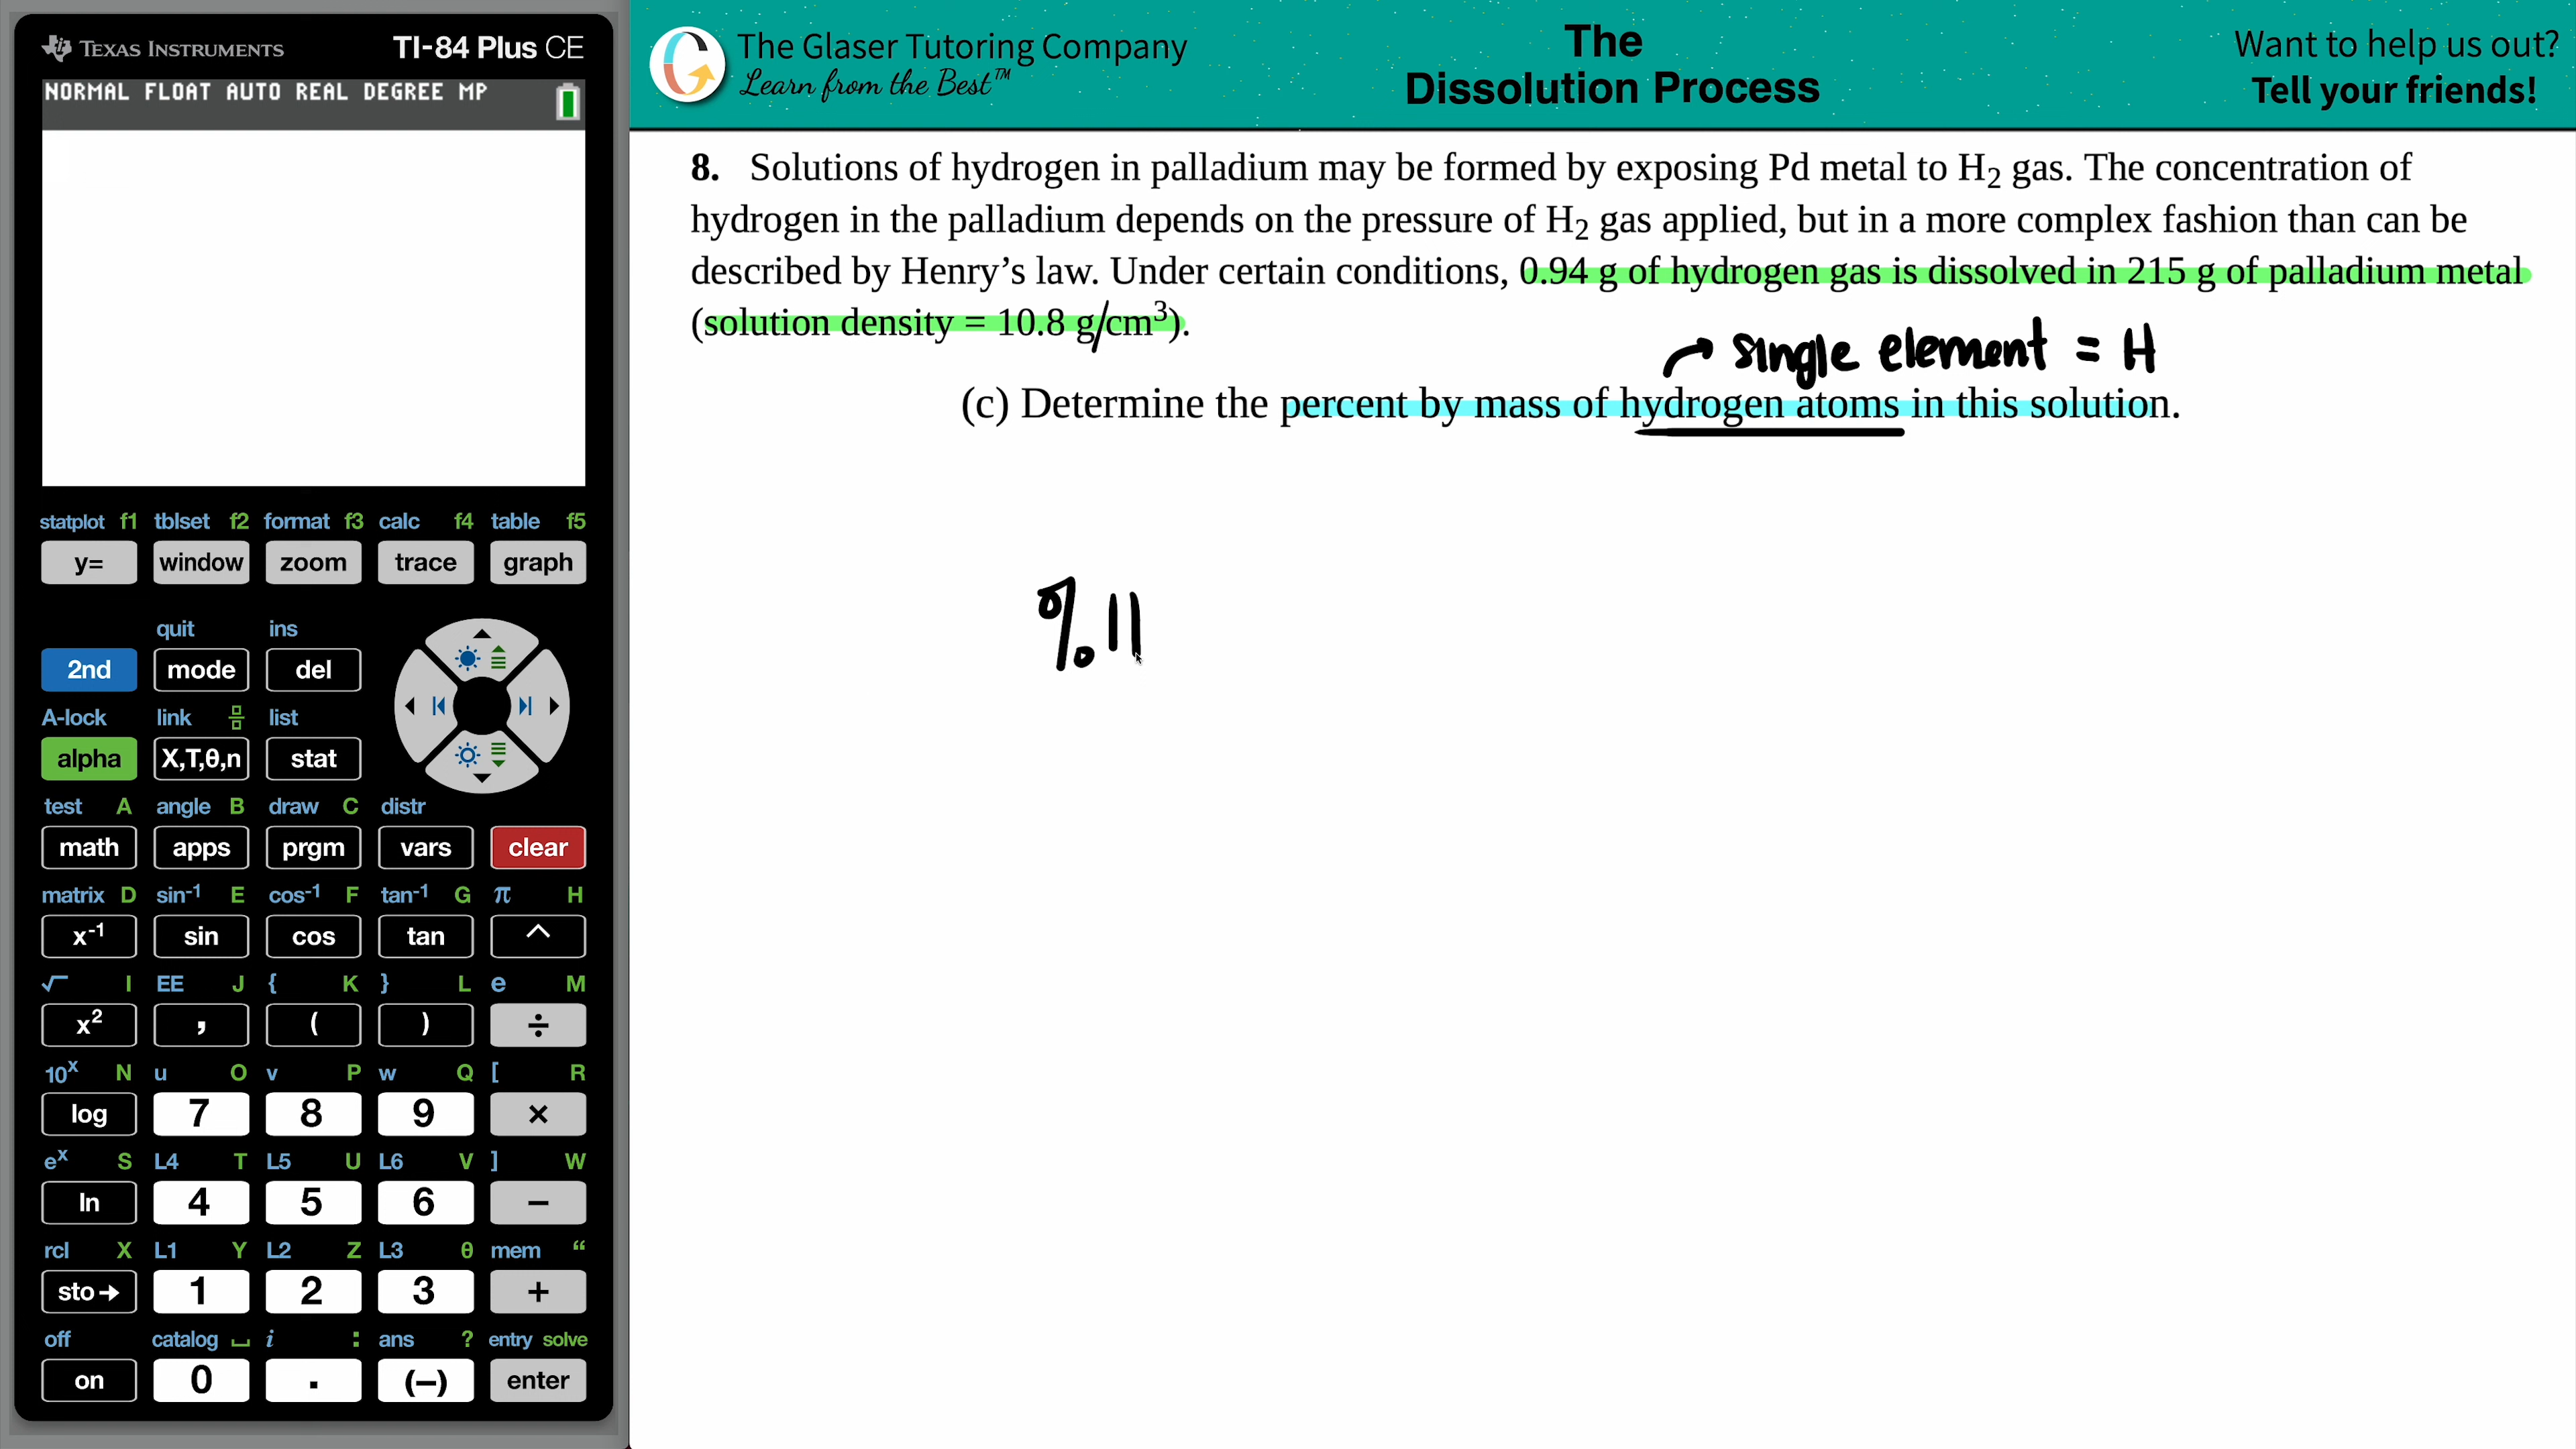 TEXAS INSTRUMENTS TI-84 Plus CE
NORMAL FLOAT AUTO REAL DEGREE MP
statplot f1 tblset f2 format f3 calc f4 table f5
y= window zoom trace graph
quit ins
2nd mode del
A-lock link list
alpha X,T,θ,n stat
test A angle B draw C distr
math apps prgm vars clear
matrix D sin⁻¹ E cos⁻¹ F tan⁻¹ G π H
x⁻¹ sin cos tan ^
√ I EE J { K } L e M
x² , ( ) ÷
10ˣ N u O v P w Q [ R
log 7 8 9 ×
eˣ S L4 T L5 U L6 V ] W
ln 4 5 6 −
rcl X L1 Y L2 Z L3 θ mem “
sto→ 1 2 3 +
off catalog ⎵ i : ans ? entry solve
on 0 . (−) enter
The Glaser Tutoring Company
Learn from the Best™
The
Dissolution Process
Want to help us out?
Tell your friends!
8. Solutions of hydrogen in palladium may be formed by exposing Pd metal to H₂ gas. The concentration of
hydrogen in the palladium depends on the pressure of H₂ gas applied, but in a more complex fashion than can be
described by Henry’s law. Under certain conditions, 0.94 g of hydrogen gas is dissolved in 215 g of palladium metal
(solution density = 10.8 g/cm³).
single element = H
(c) Determine the percent by mass of hydrogen atoms in this solution.
% ||